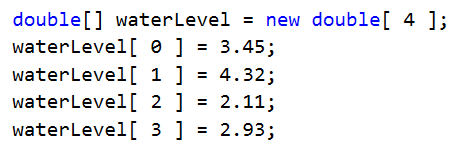 double[] waterLevel = new double[ 4 ];
waterLevel[ 0 ] = 3.45;
waterLevel[ 1 ] = 4.32;
waterLevel[ 2 ] = 2.11;
waterLevel[ 3 ] = 2.93;